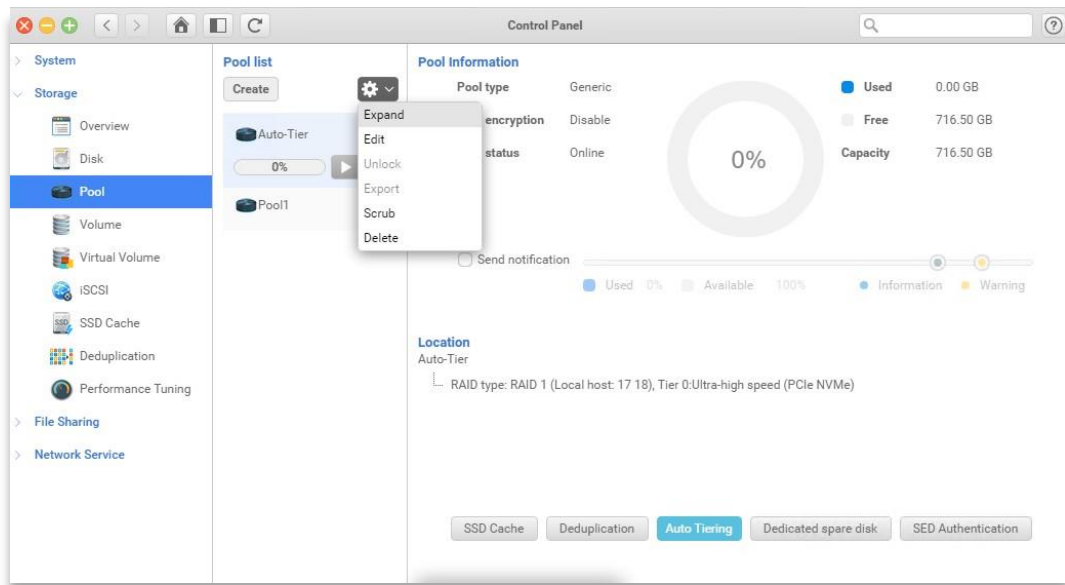 Control Panel
?
System
Storage
Overview
Disk
Pool
Volume
Virtual Volume
iSCSI
SSD Cache
Deduplication
Performance Tuning
File Sharing
Network Service
Pool list
Create
Auto-Tier
0%
Pool1
Expand
Edit
Unlock
Export
Scrub
Delete
Pool Information
Pool type Generic
encryption Disable
status Online
0%
Used 0.00 GB
Free 716.50 GB
Capacity 716.50 GB
Send notification
Used 0% Available 100% Information Warning
Location
Auto-Tier
RAID type: RAID 1 (Local host: 17 18), Tier 0:Ultra-high speed (PCIe NVMe)
SSD Cache Deduplication Auto Tiering Dedicated spare disk SED Authentication